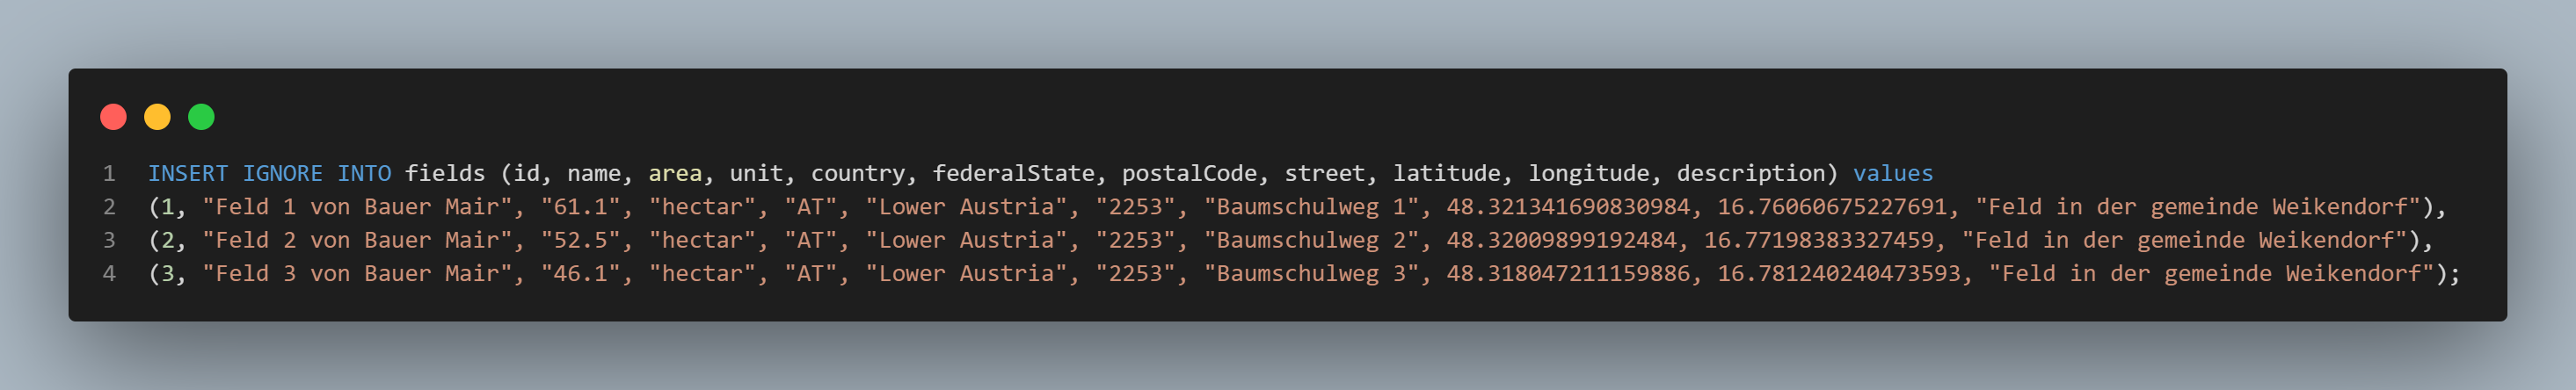 1 INSERT IGNORE INTO fields (id, name, area, unit, country, federalState, postalCode, street, latitude, longitude, description) values
2 (1, "Feld 1 von Bauer Mair", "61.1", "hectar", "AT", "Lower Austria", "2253", "Baumschulweg 1", 48.321341690830984, 16.76060675227691, "Feld in der gemeinde Weikendorf"),
3 (2, "Feld 2 von Bauer Mair", "52.5", "hectar", "AT", "Lower Austria", "2253", "Baumschulweg 2", 48.32009899192484, 16.77198383327459, "Feld in der gemeinde Weikendorf"),
4 (3, "Feld 3 von Bauer Mair", "46.1", "hectar", "AT", "Lower Austria", "2253", "Baumschulweg 3", 48.318047211159886, 16.781240240473593, "Feld in der gemeinde Weikendorf");